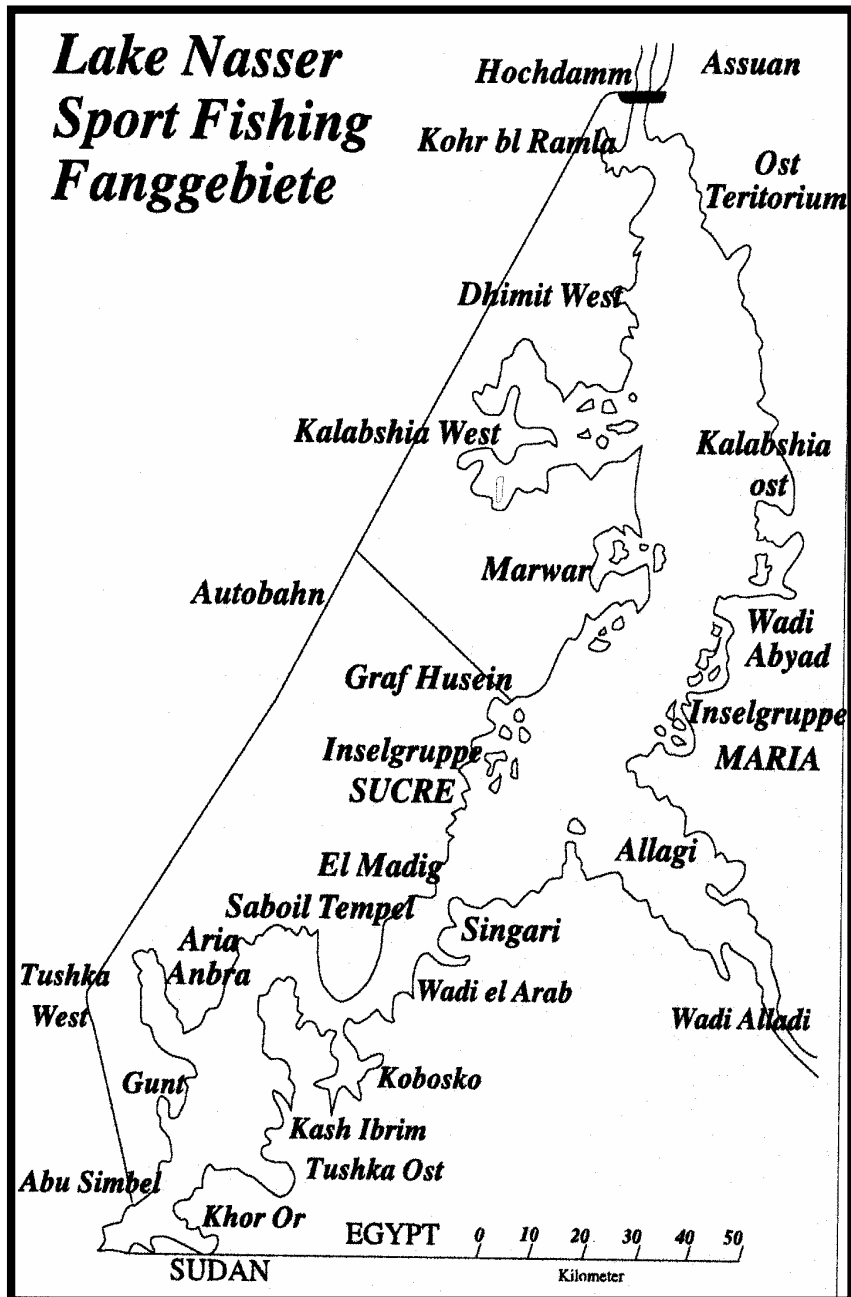 Lake Nasser
Sport Fishing
Fanggebiete
Hochdamm
Assuan
Kohr bl Ramla
Ost
Teritorium
Dhimit West
Kalabshia West
Kalabshia
ost
Marwar
Autobahn
Wadi
Abyad
Graf Husein
Inselgruppe
MARIA
Inselgruppe
SUCRE
Allagi
El Madig
Saboil Tempel
Singari
Aria
Anbra
Tushka
West
Wadi el Arab
Wadi Alladi
Gunt
Kobosko
Kash Ibrim
Tushka Ost
Abu Simbel
Khor Or
EGYPT
0 10 20 30 40 50
Kilometer
SUDAN